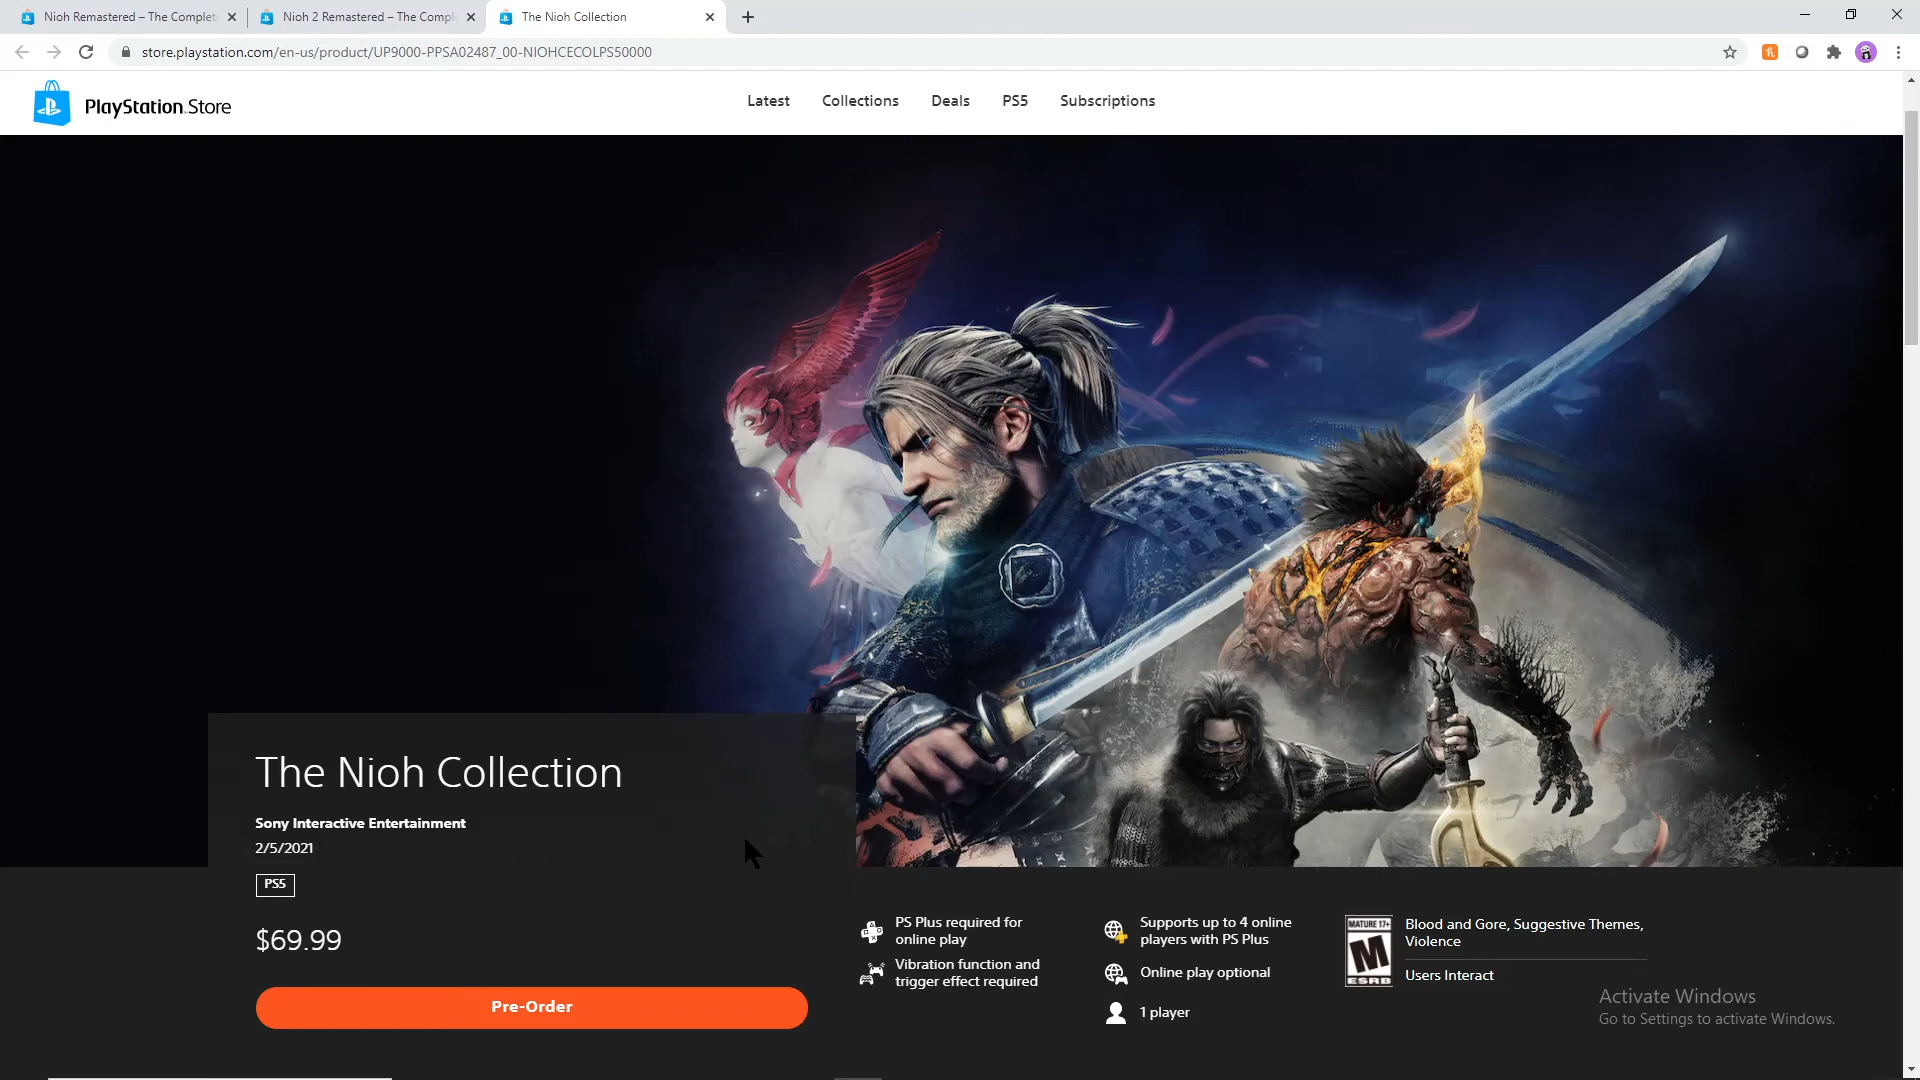 Nioh Remastered – The Complet
Nioh 2 Remastered – The Comple
The Nioh Collection
store.playstation.com/en-us/product/UP9000-PPSA02487_00-NIOHCECOLPS50000
PlayStation Store
Latest
Collections
Deals
PS5
Subscriptions
The Nioh Collection
Sony Interactive Entertainment
2/5/2021
PS5
$69.99
Pre-Order
PS Plus required for
online play
Vibration function and
trigger effect required
Supports up to 4 online
players with PS Plus
Online play optional
1 player
MATURE 17+
M
ESRB
Blood and Gore, Suggestive Themes,
Violence
Users Interact
Activate Windows
Go to Settings to activate Windows.